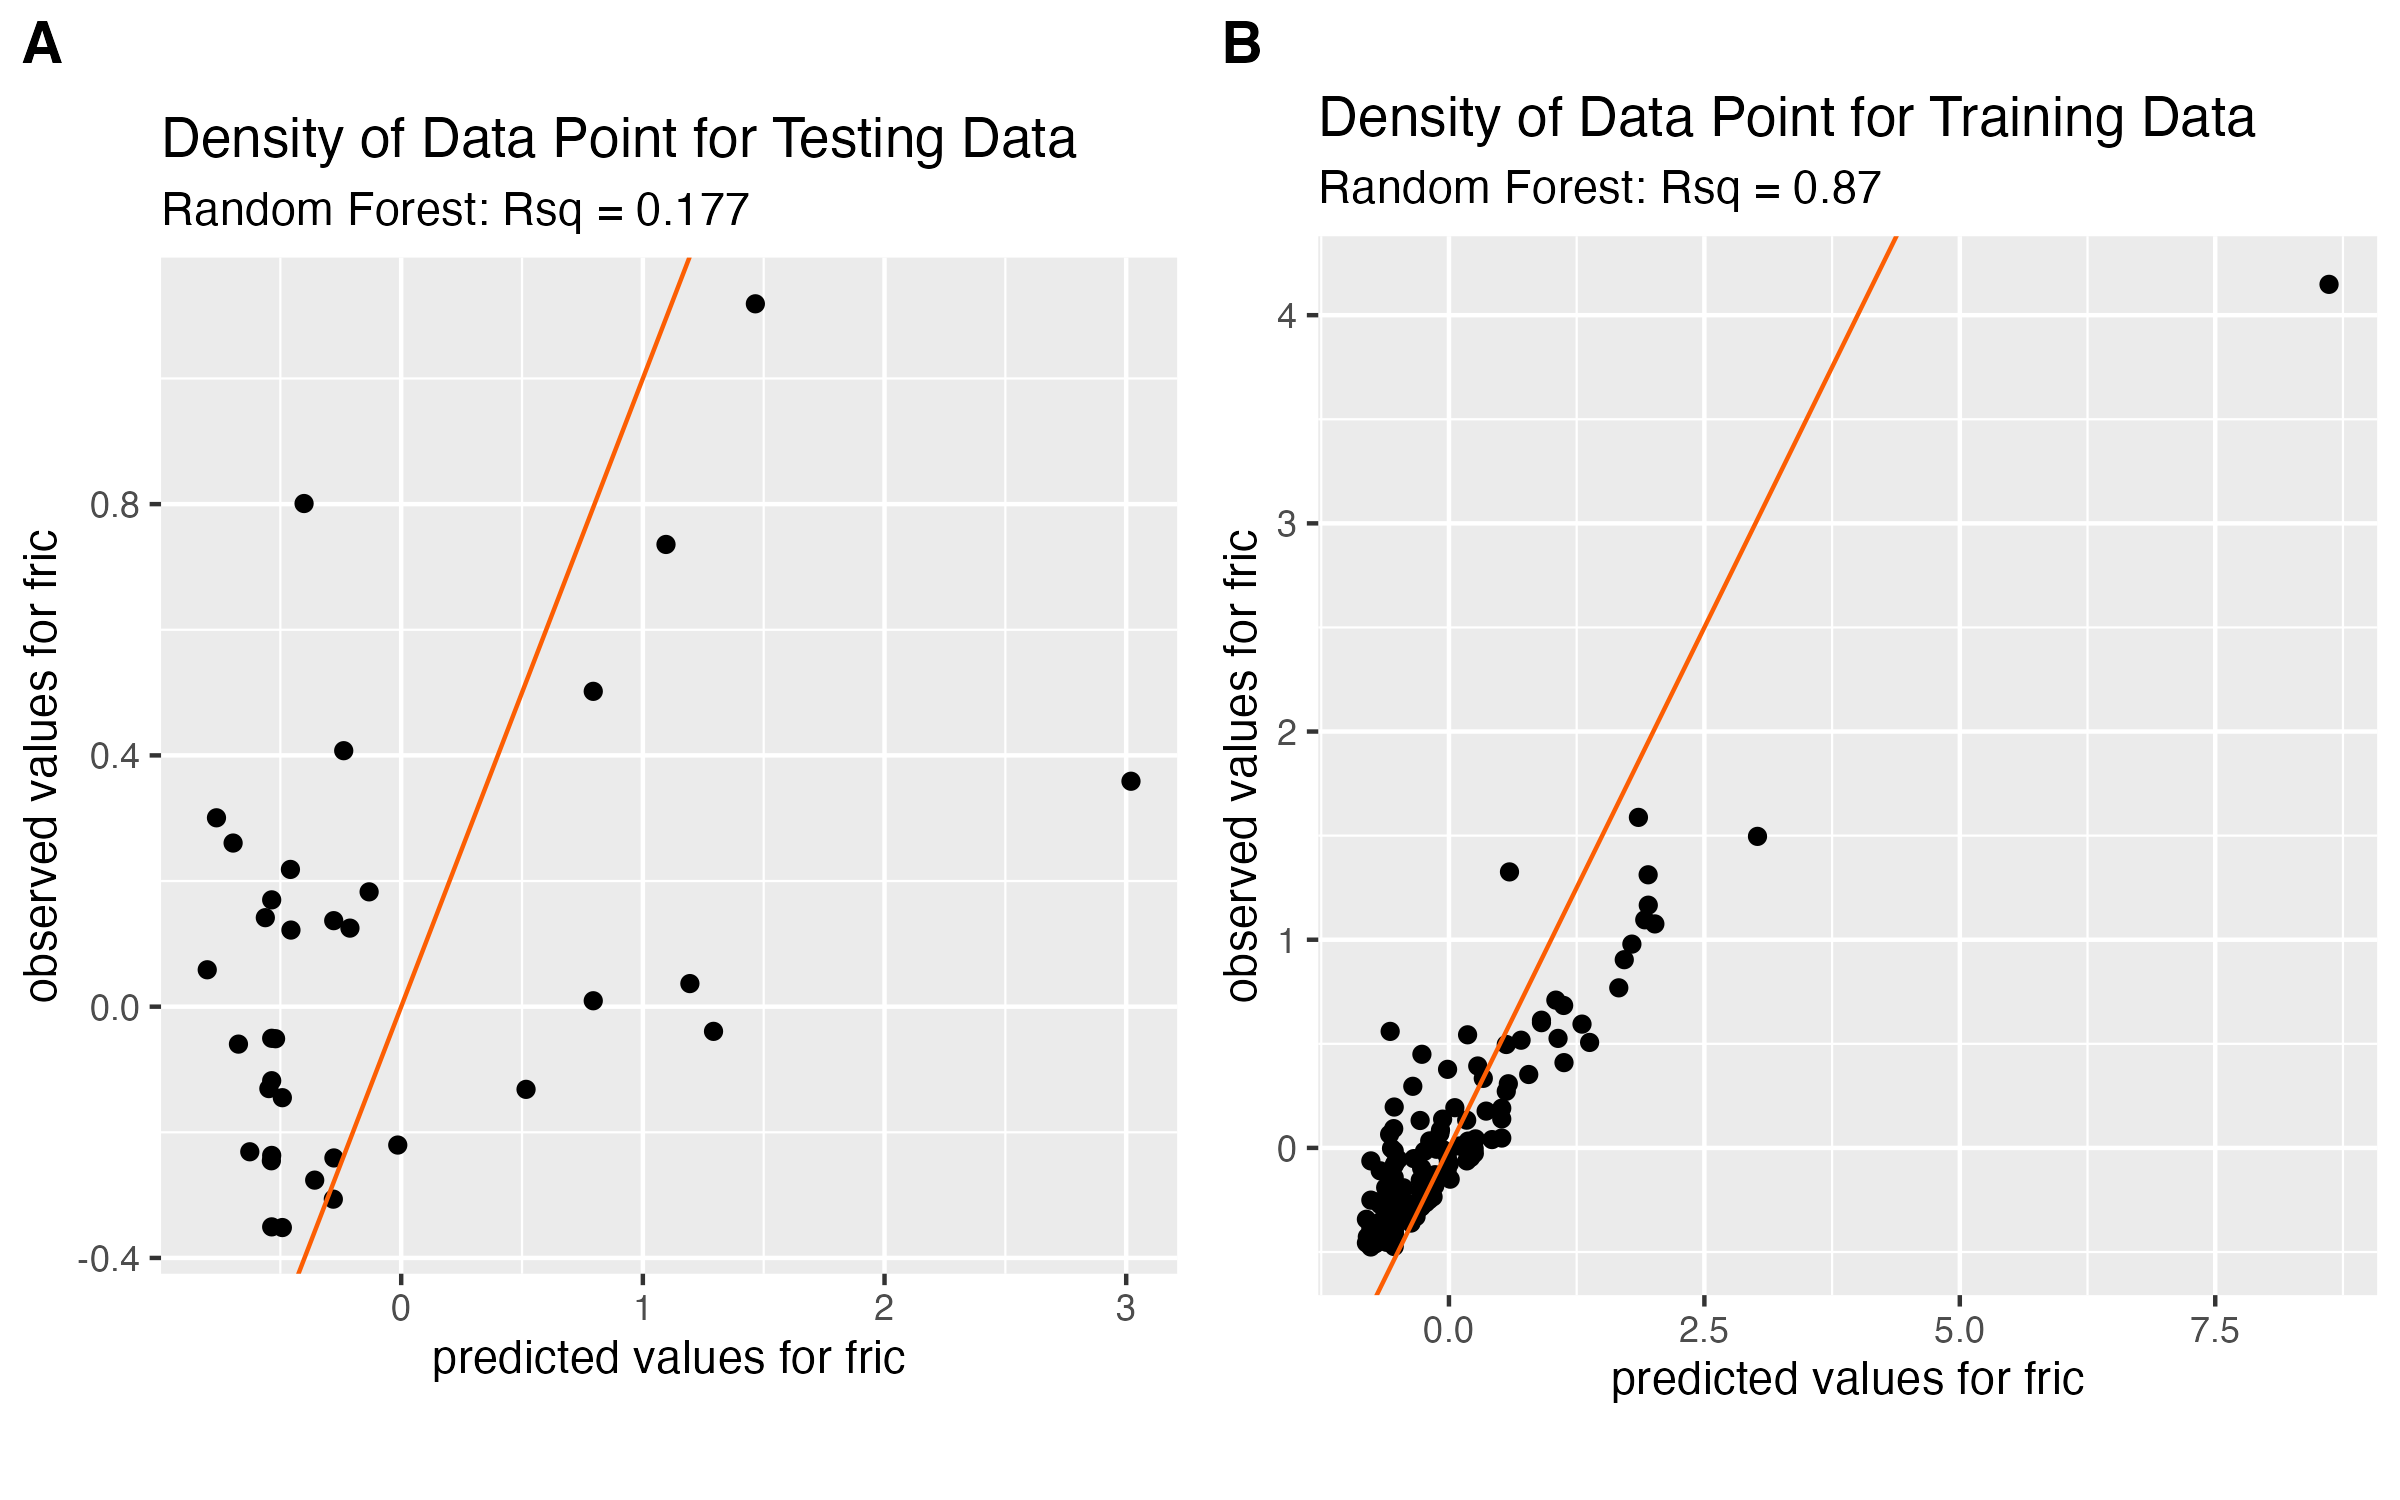 A
Density of Data Point for Testing Data
Random Forest: Rsq = 0.177
observed values for fric
0.8
0.4
0.0
-0.4
0 1 2 3
predicted values for fric
B
Density of Data Point for Training Data
Random Forest: Rsq = 0.87
observed values for fric
4
3
2
1
0
0.0 2.5 5.0 7.5
predicted values for fric